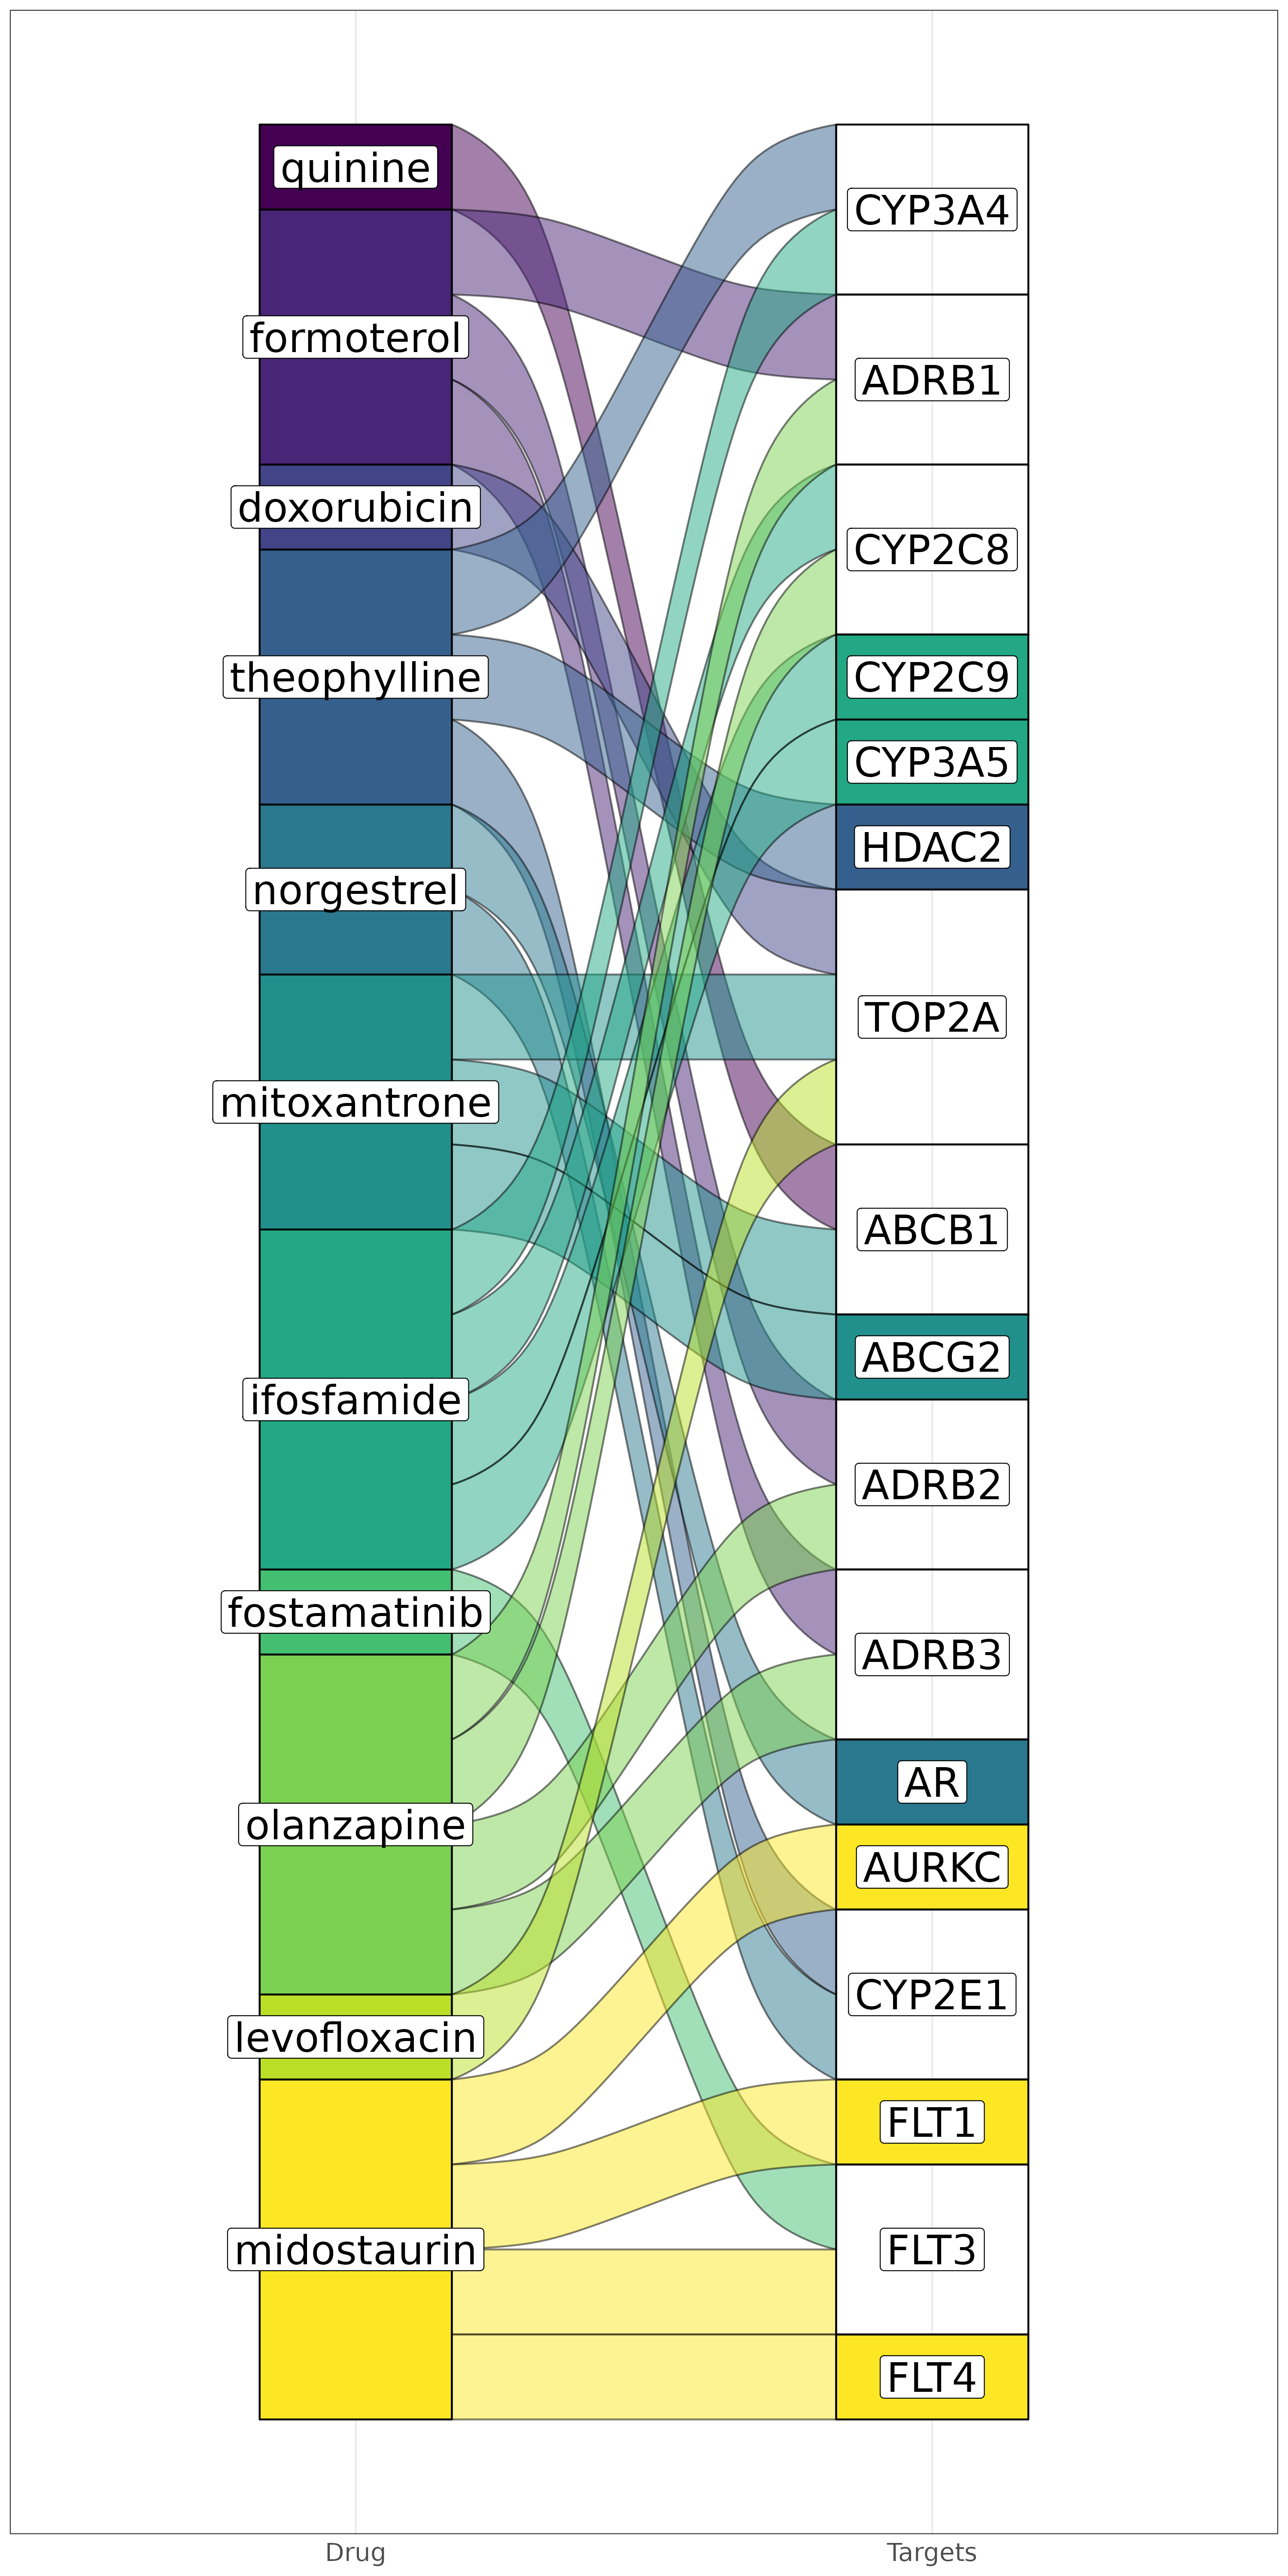 quinine
formoterol
doxorubicin
theophylline
norgestrel
mitoxantrone
ifosfamide
fostamatinib
olanzapine
levofloxacin
midostaurin
CYP3A4
ADRB1
CYP2C8
CYP2C9
CYP3A5
HDAC2
TOP2A
ABCB1
ABCG2
ADRB2
ADRB3
AR
AURKC
CYP2E1
FLT1
FLT3
FLT4
Drug
Targets